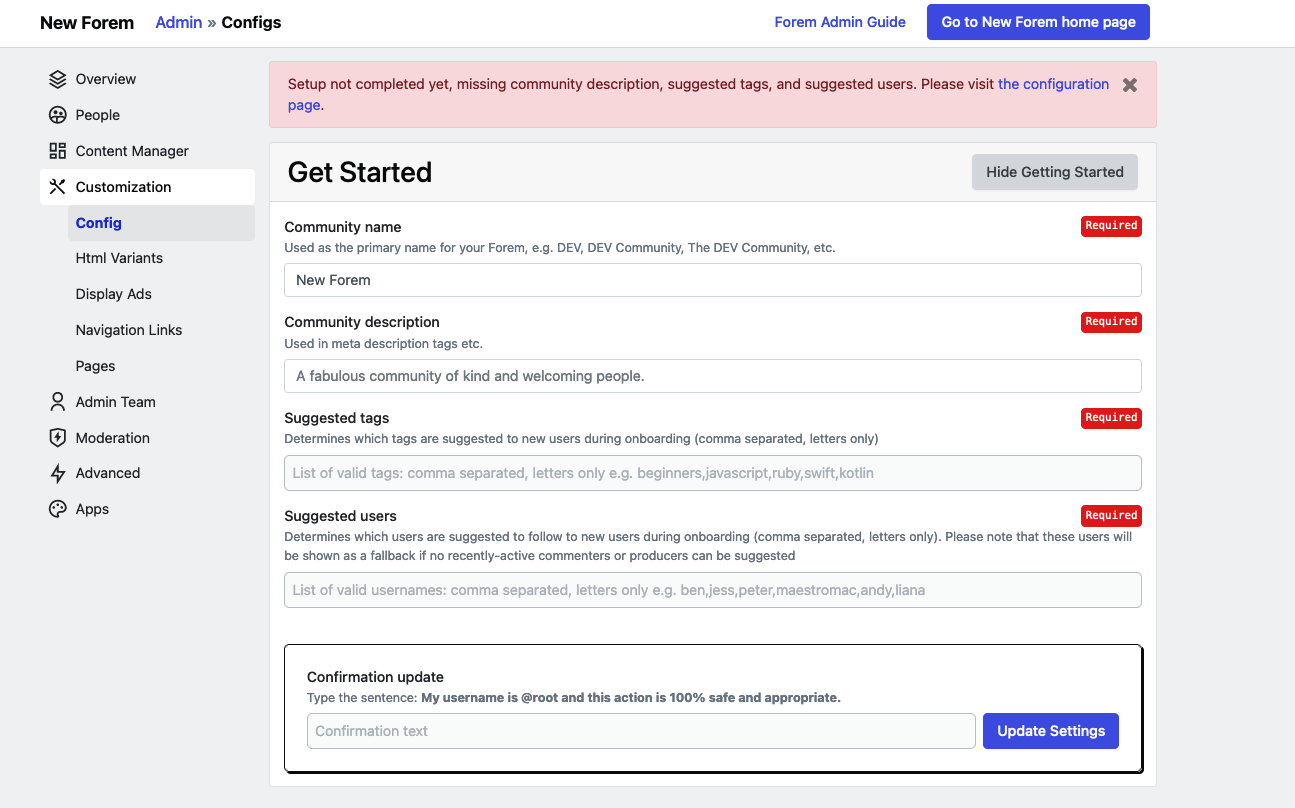 New Forem Admin » Configs Forem Admin Guide Go to New Forem home page
Overview
People
Content Manager
Customization
Config
Html Variants
Display Ads
Navigation Links
Pages
Admin Team
Moderation
Advanced
Apps
Setup not completed yet, missing community description, suggested tags, and suggested users. Please visit the configuration
page.
Get Started Hide Getting Started
Community name Required
Used as the primary name for your Forem, e.g. DEV, DEV Community, The DEV Community, etc.
New Forem
Community description Required
Used in meta description tags etc.
A fabulous community of kind and welcoming people.
Suggested tags Required
Determines which tags are suggested to new users during onboarding (comma separated, letters only)
List of valid tags: comma separated, letters only e.g. beginners,javascript,ruby,swift,kotlin
Suggested users Required
Determines which users are suggested to follow to new users during onboarding (comma separated, letters only). Please note that these users will
be shown as a fallback if no recently-active commenters or producers can be suggested
List of valid usernames: comma separated, letters only e.g. ben,jess,peter,maestromac,andy,liana
Confirmation update
Type the sentence: My username is @root and this action is 100% safe and appropriate.
Confirmation text Update Settings